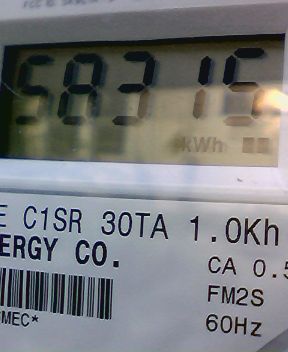 58315
kWh
E C1SR 30TA 1.0Kh
ERGY CO.
CA 0.5
FM2S
MEC*
60Hz